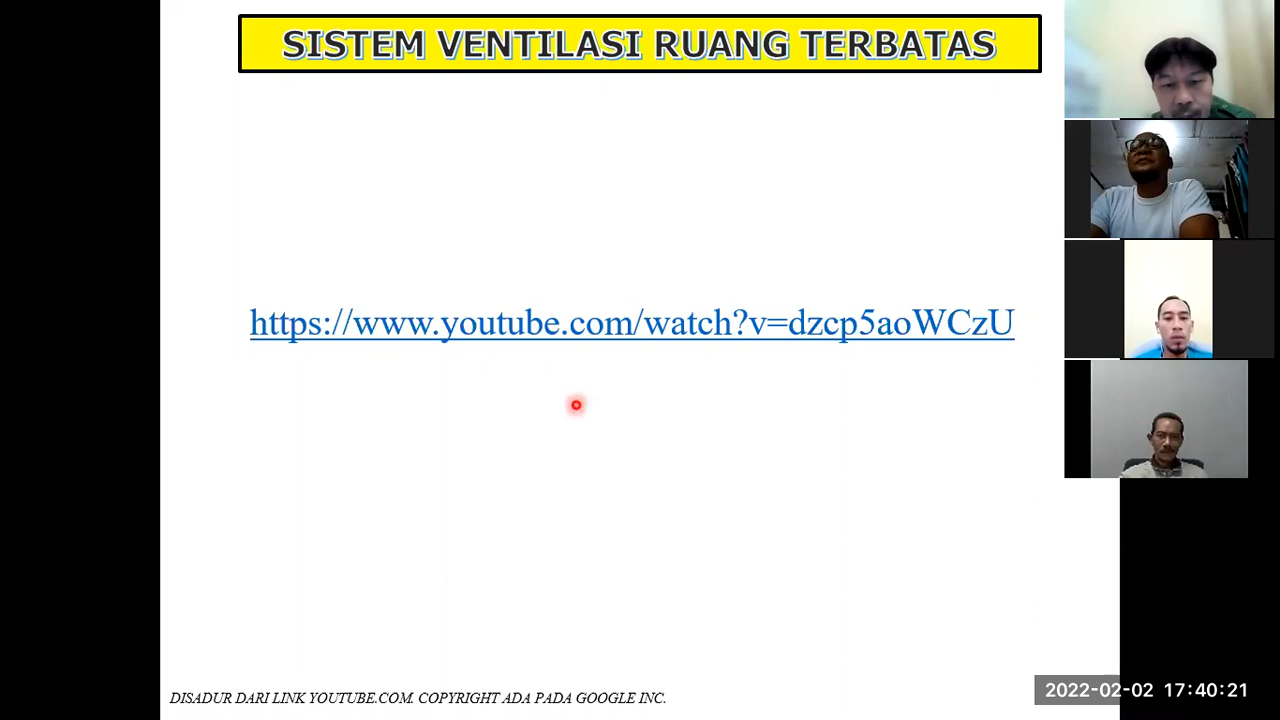 SISTEM VENTILASI RUANG TERBATAS
https://www.youtube.com/watch?v=dzcp5aoWCzU
DISADUR DARI LINK YOUTUBE.COM. COPYRIGHT ADA PADA GOOGLE INC.
2022-02-02 17:40:21